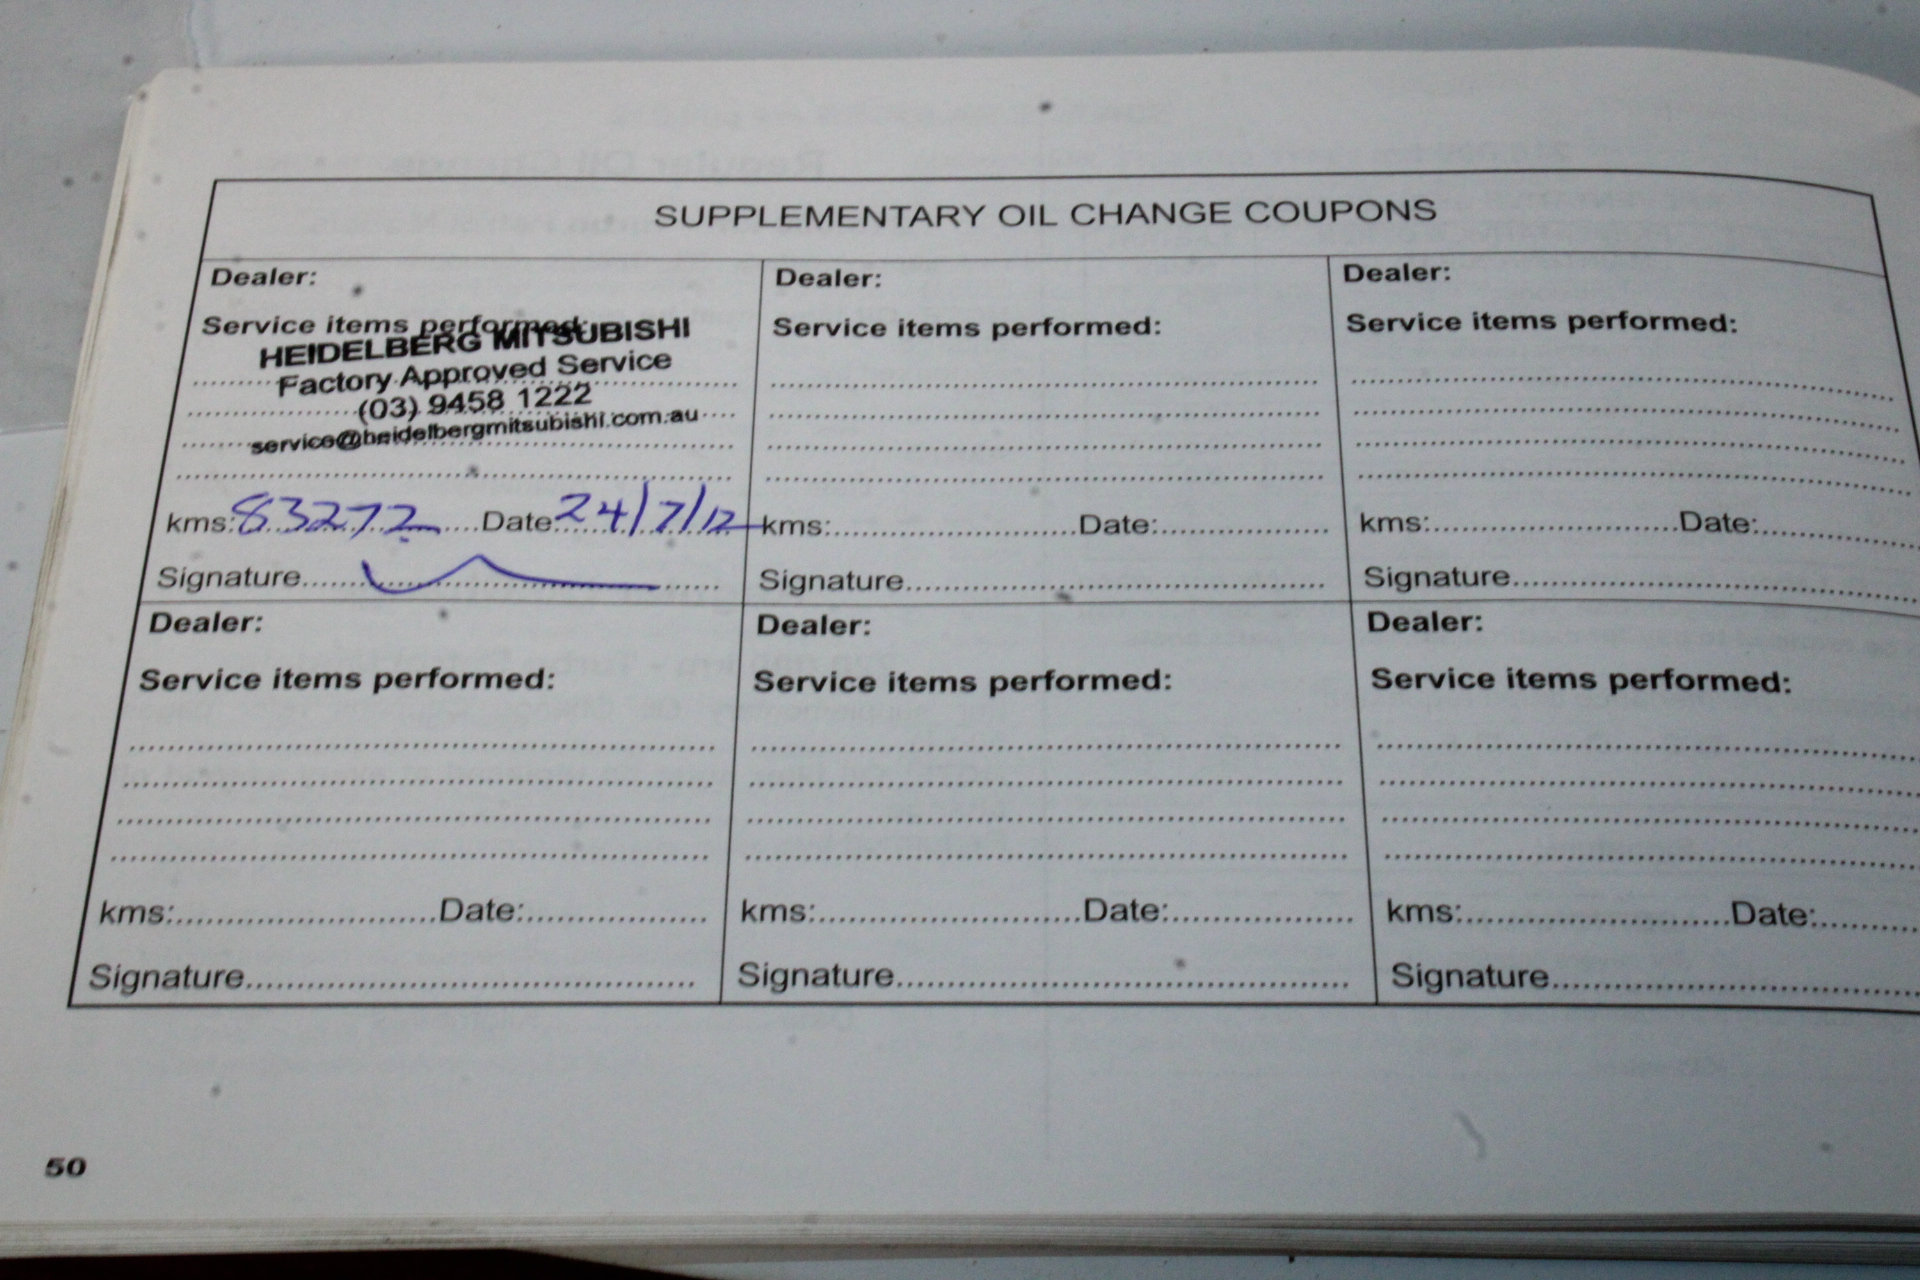 SUPPLEMENTARY OIL CHANGE COUPONS
Dealer:
Service items performed:
HEIDELBERG MITSUBISHI
Factory Approved Service
(03) 9458 1222
service@heidelbergmitsubishi.com.au
kms:83272 Date:24/7/12
Signature
Dealer:
Service items performed:
kms: Date:
Signature
Dealer:
Service items performed:
kms: Date:
Signature
Dealer:
Service items performed:
kms: Date:
Signature
Dealer:
Service items performed:
kms: Date:
Signature
Dealer:
Service items performed:
kms: Date:
Signature
50